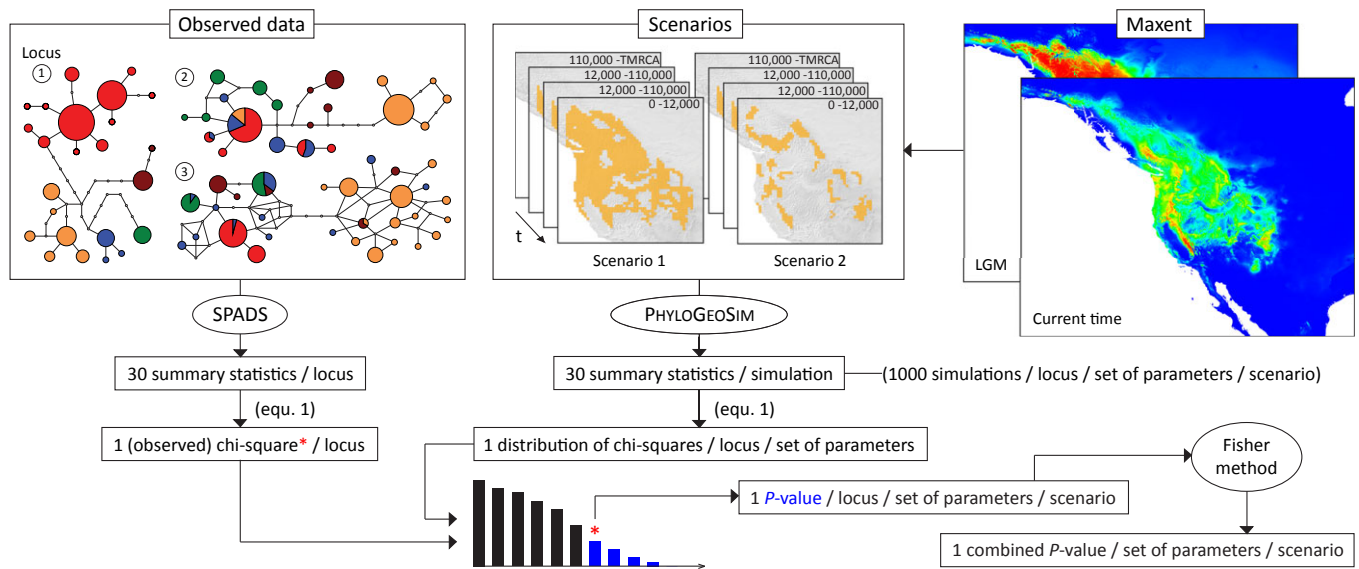 Observed data
Locus
1
2
3
Scenarios
110,000 -TMRCA
12,000 -110,000
12,000 -110,000
0 -12,000
110,000 -TMRCA
12,000 -110,000
12,000 -110,000
0 -12,000
t
Scenario 1
Scenario 2
Maxent
LGM
Current time
SPADS
PHYLOGEOSIM
30 summary statistics / locus
30 summary statistics / simulation
(1000 simulations / locus / set of parameters / scenario)
(equ. 1)
(equ. 1)
1 (observed) chi-square* / locus
1 distribution of chi-squares / locus / set of parameters
Fisher
method
*
1 P-value / locus / set of parameters / scenario
1 combined P-value / set of parameters / scenario